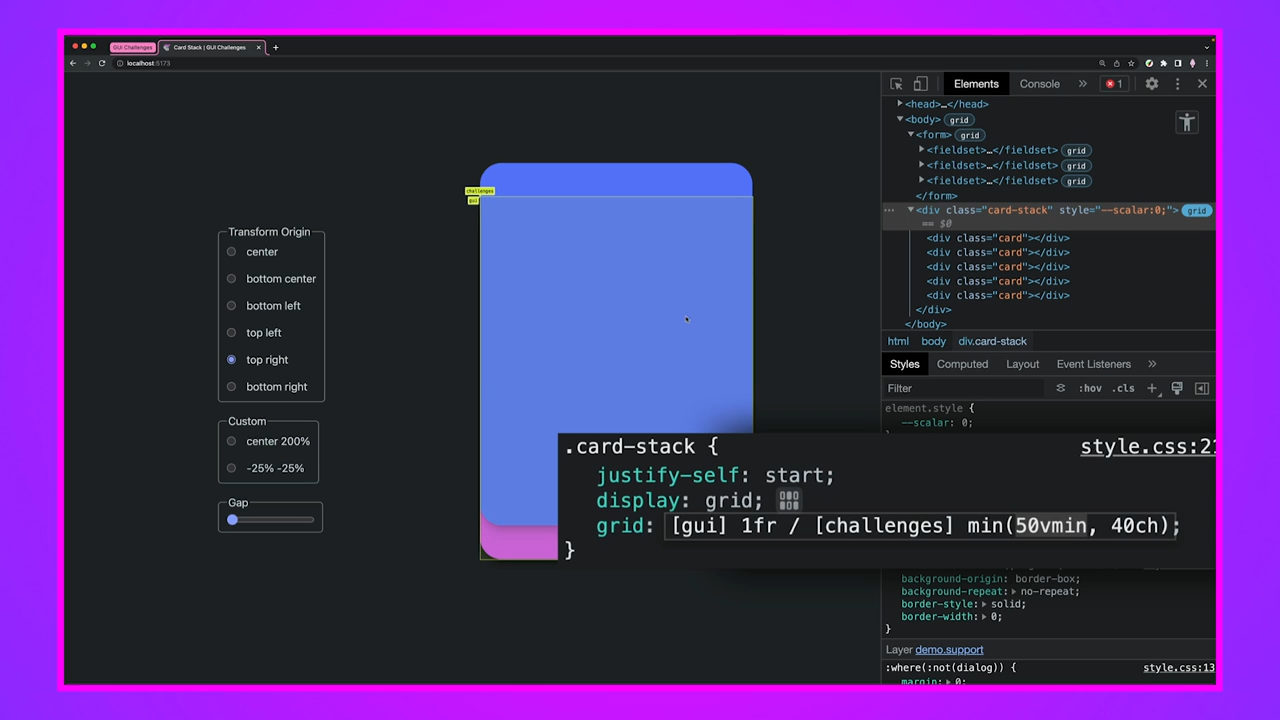 GUI Challenges
Card Stack | GUI Challenges
localhost:5173
Transform Origin
center
bottom center
bottom left
top left
top right
bottom right
Custom
center 200%
-25% -25%
Gap
challenges
gui
Elements
Console
1
<head>…</head>
<body> grid
<form> grid
<fieldset>…</fieldset> grid
<fieldset>…</fieldset> grid
<fieldset>…</fieldset> grid
</form>
<div class="card-stack" style="--scalar:0;"> grid
== $0
<div class="card"></div>
<div class="card"></div>
<div class="card"></div>
<div class="card"></div>
<div class="card"></div>
</div>
</body>
html body div.card-stack
Styles Computed Layout Event Listeners
Filter :hov .cls
element.style {
--scalar: 0;
.card-stack { style.css:21
justify-self: start;
display: grid;
grid: [gui] 1fr / [challenges] min(50vmin, 40ch);
}
background-origin: border-box;
background-repeat: no-repeat;
border-style: solid;
border-width: 0;
}
Layer demo.support
:where(:not(dialog)) { style.css:13
margin: 0;